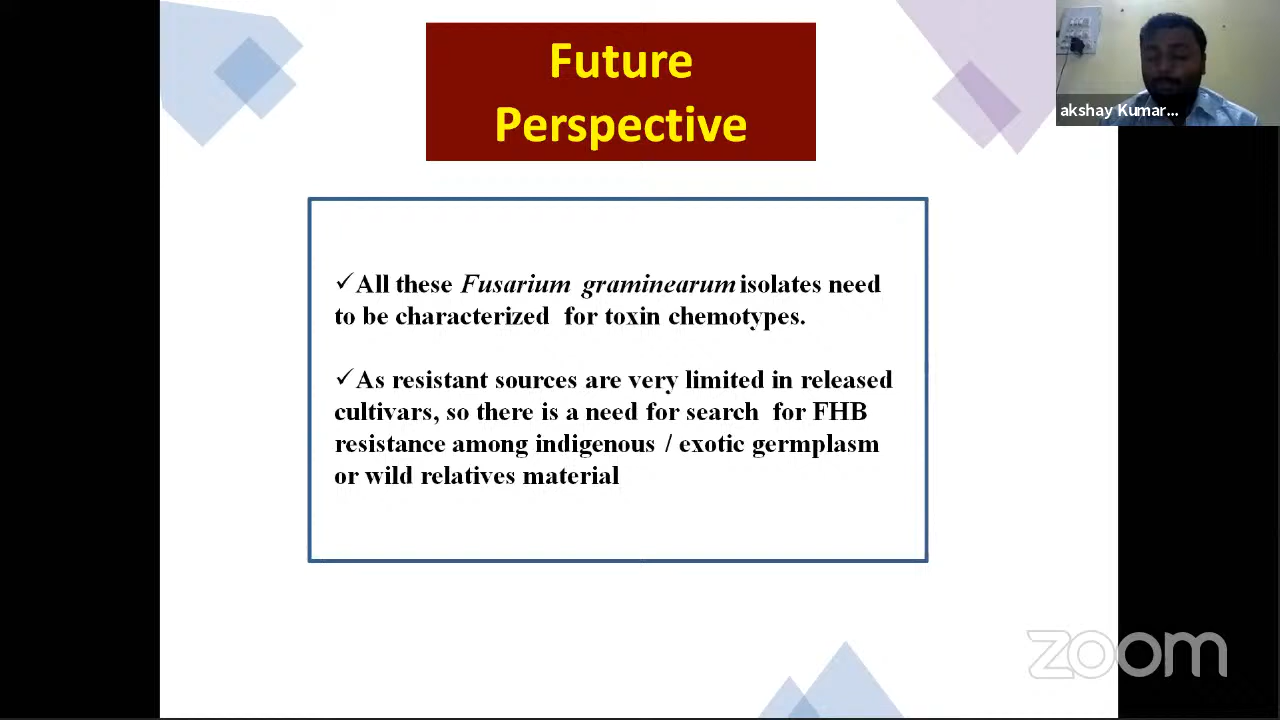 Future
Perspective
akshay Kumar...
✓All these Fusarium graminearum isolates need
to be characterized for toxin chemotypes.
✓As resistant sources are very limited in released
cultivars, so there is a need for search for FHB
resistance among indigenous / exotic germplasm
or wild relatives material
zoom